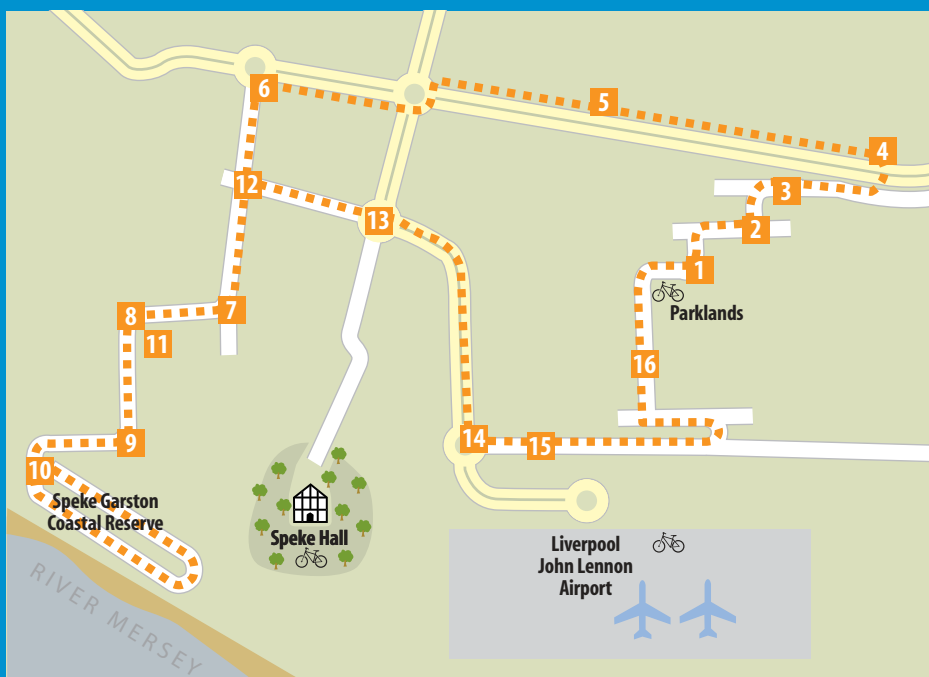 6
5
4
3
12
13
2
1
Parklands
8
7
11
16
9
14
15
10
Speke Garston
Coastal Reserve
Speke Hall
Liverpool
John Lennon
Airport
RIVER MERSEY